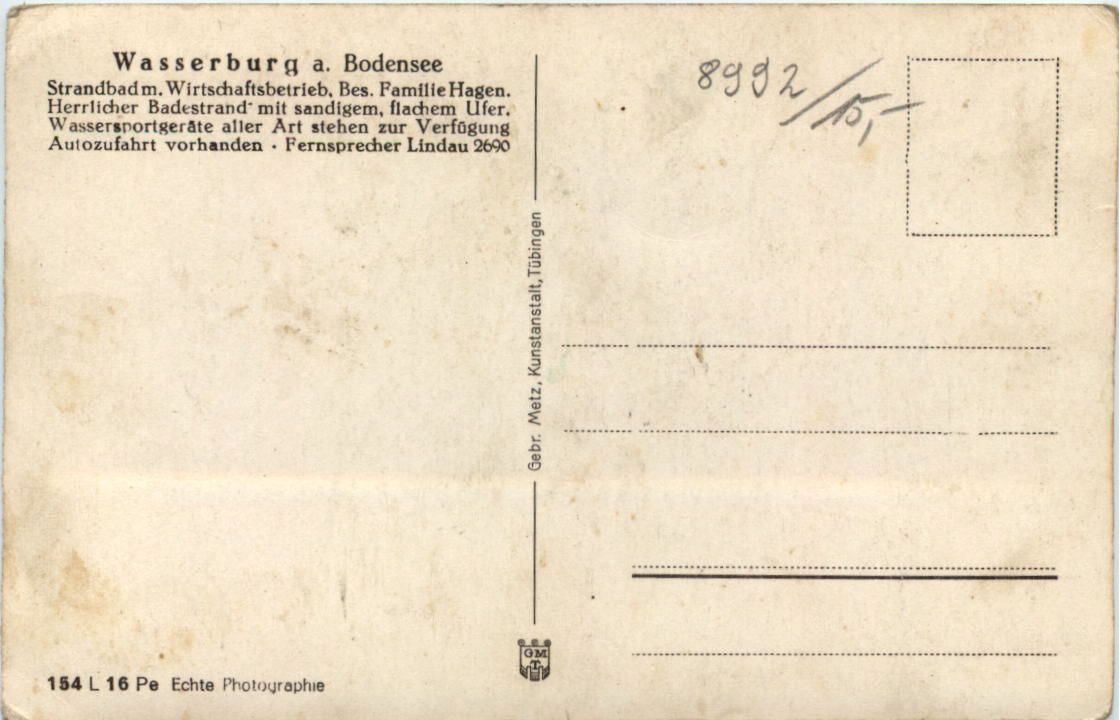 Wasserburg a. Bodensee
Strandbad m. Wirtschaftsbetrieb, Bes. Familie Hagen.
Herrlicher Badestrand mit sandigem, flachem Ufer.
Wassersportgeräte aller Art stehen zur Verfügung
Autozufahrt vorhanden · Fernsprecher Lindau 2690
8992/15,-
Gebr. Metz, Kunstanstalt, Tübingen
GM
T
154 L 16 Pe Echte Photographie